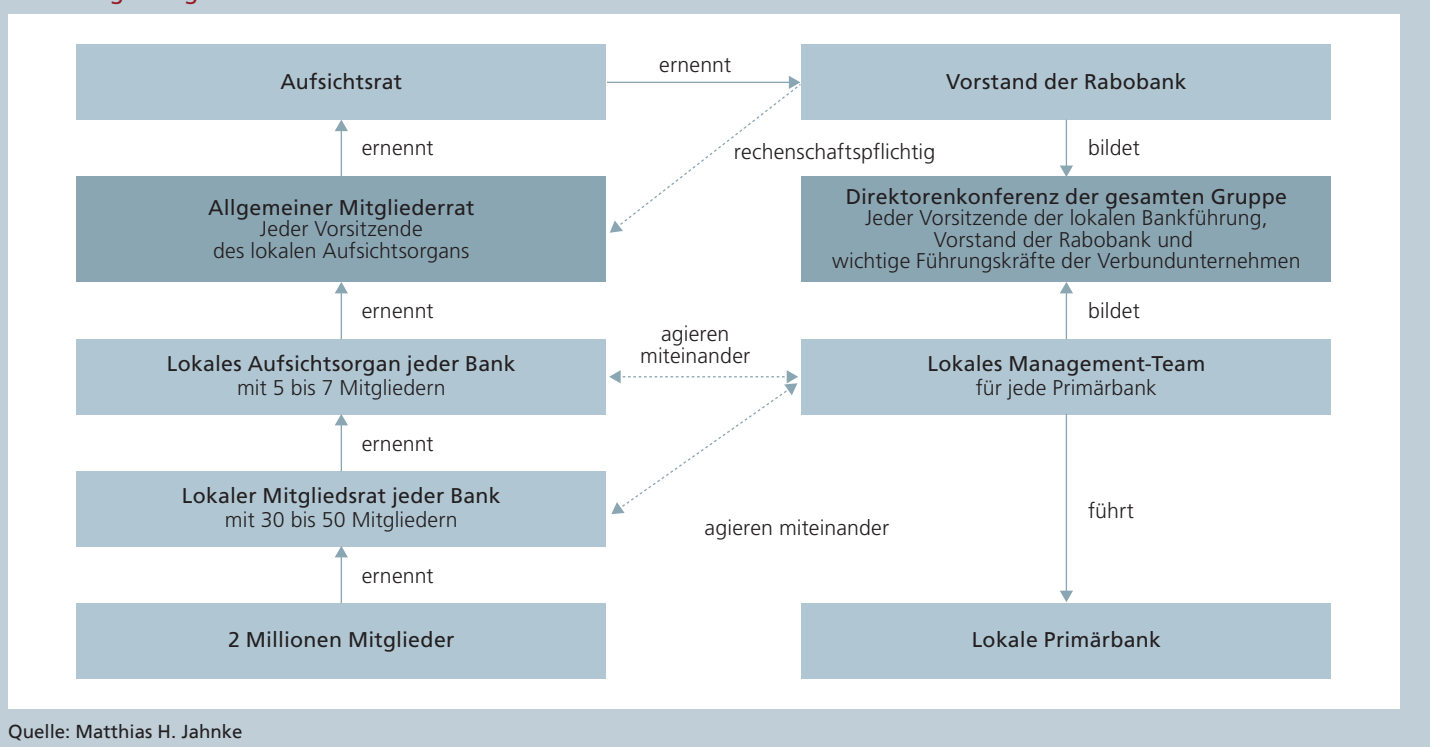 Aufsichtsrat
ernennt
Vorstand der Rabobank
ernennt
rechenschaftspflichtig
bildet
Allgemeiner Mitgliederrat
Jeder Vorsitzende
des lokalen Aufsichtsorgans
Direktorenkonferenz der gesamten Gruppe
Jeder Vorsitzende der lokalen Bankführung,
Vorstand der Rabobank und
wichtige Führungskräfte der Verbundunternehmen
ernennt
bildet
Lokales Aufsichtsorgan jeder Bank
mit 5 bis 7 Mitgliedern
agieren
miteinander
Lokales Management-Team
für jede Primärbank
ernennt
Lokaler Mitgliedsrat jeder Bank
mit 30 bis 50 Mitgliedern
agieren miteinander
führt
ernennt
2 Millionen Mitglieder
Lokale Primärbank
Quelle: Matthias H. Jahnke